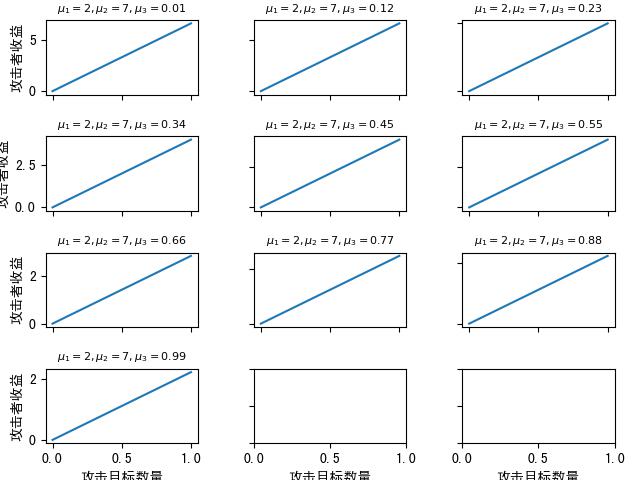 μ₁ = 2, μ₂ = 7, μ₃ = 0.01
μ₁ = 2, μ₂ = 7, μ₃ = 0.12
μ₁ = 2, μ₂ = 7, μ₃ = 0.23
攻击者收益
5
0
μ₁ = 2, μ₂ = 7, μ₃ = 0.34
μ₁ = 2, μ₂ = 7, μ₃ = 0.45
μ₁ = 2, μ₂ = 7, μ₃ = 0.55
攻击者收益
2.5
0.0
μ₁ = 2, μ₂ = 7, μ₃ = 0.66
μ₁ = 2, μ₂ = 7, μ₃ = 0.77
μ₁ = 2, μ₂ = 7, μ₃ = 0.88
攻击者收益
2
0
μ₁ = 2, μ₂ = 7, μ₃ = 0.99
攻击者收益
2
0
0.0 0.5 1.0
0.0 0.5 1.0
0.0 0.5 1.0
攻击目标数量
攻击目标数量
攻击目标数量